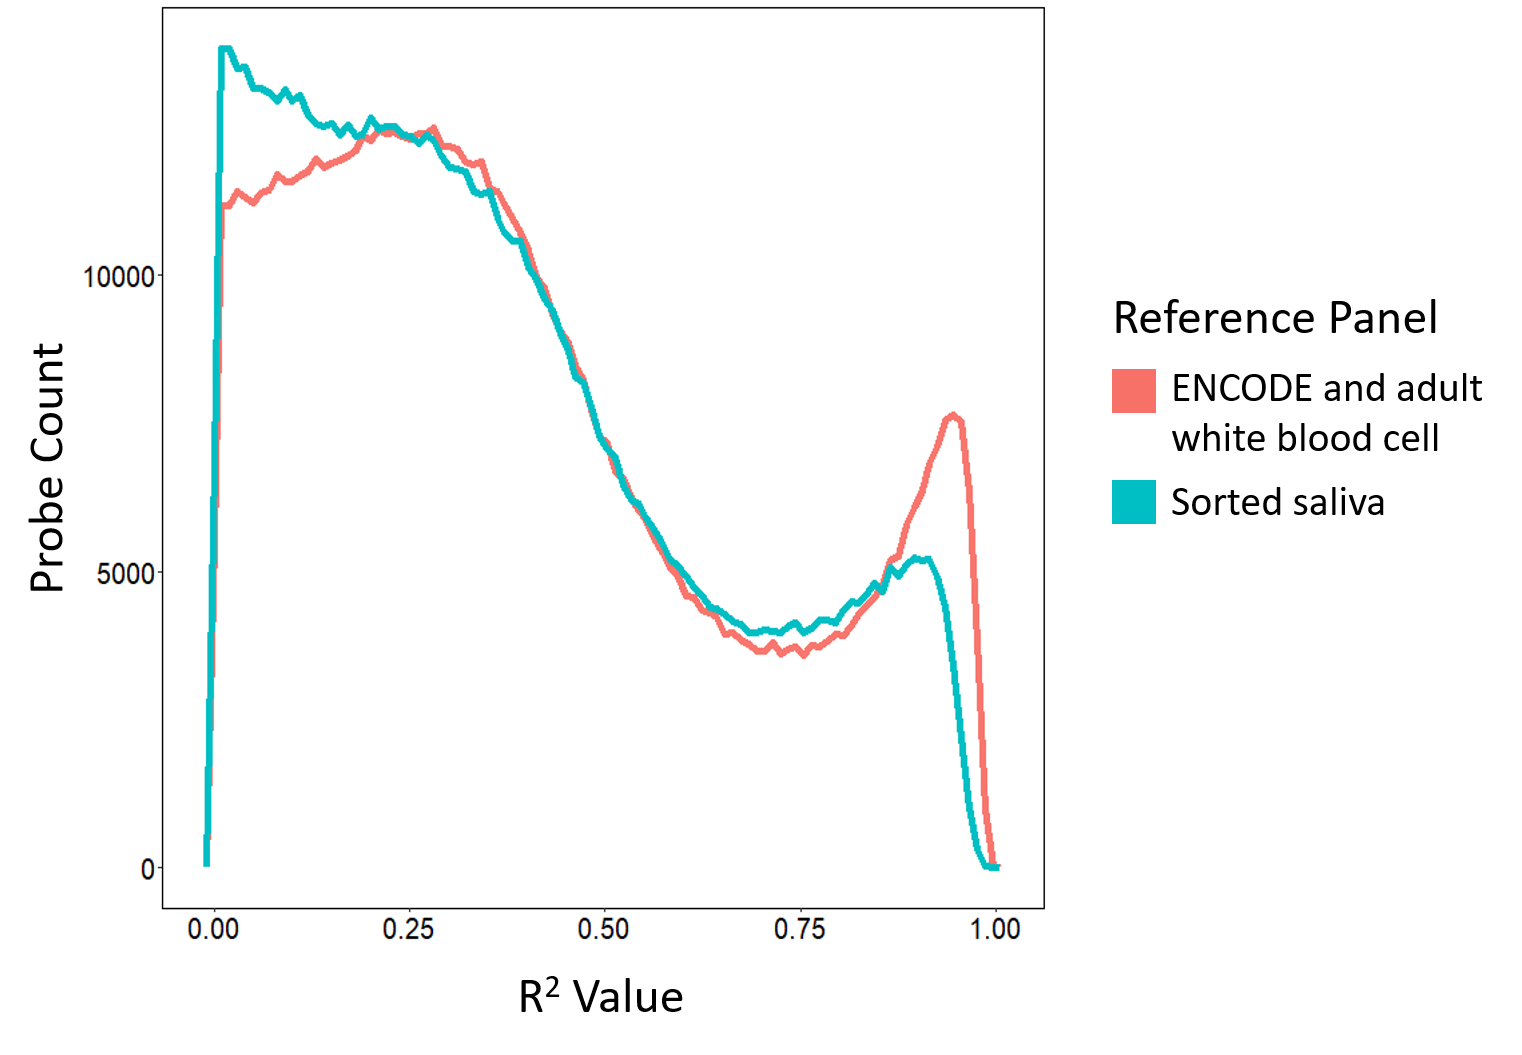 10000
5000
0
Probe Count
0.00 0.25 0.50 0.75 1.00
R² Value
Reference Panel
ENCODE and adult
white blood cell
Sorted saliva